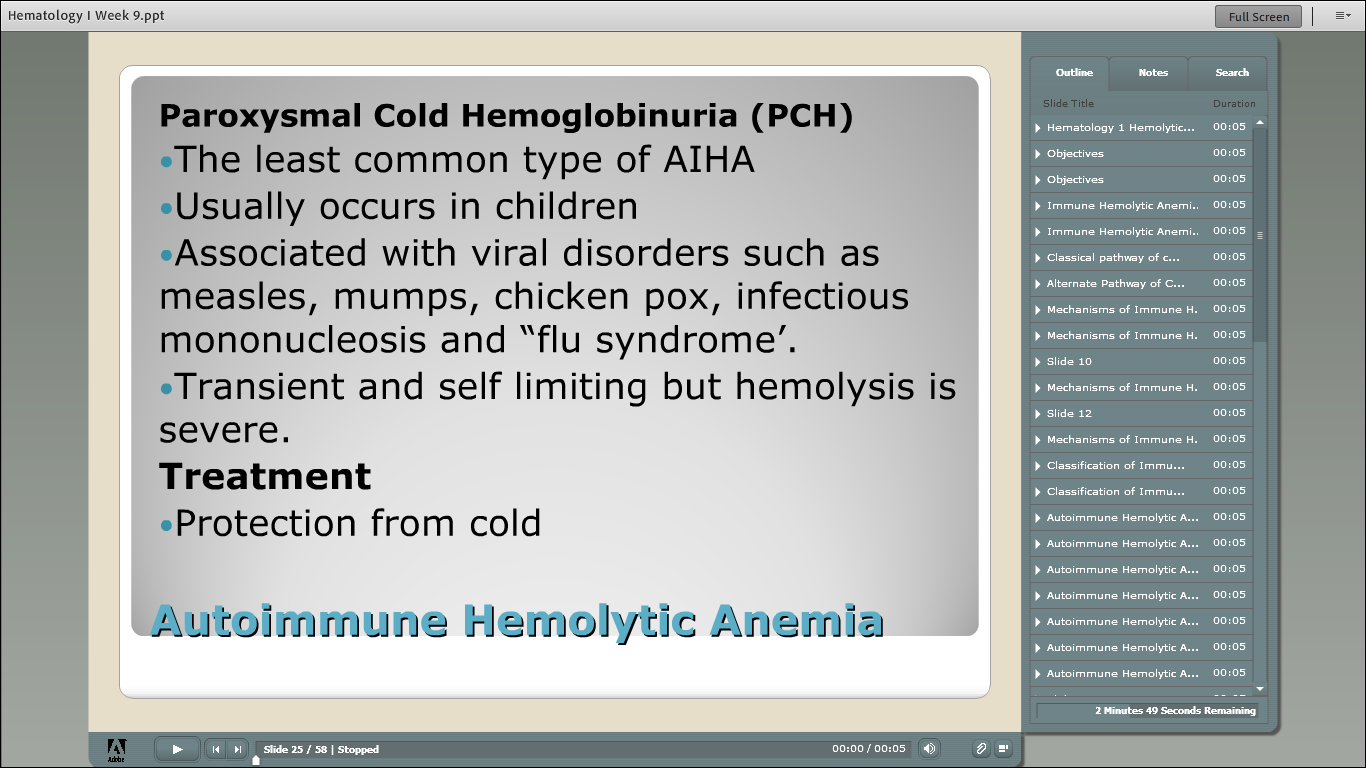 Hematology I Week 9.ppt
Full Screen
Paroxysmal Cold Hemoglobinuria (PCH)
•The least common type of AIHA
•Usually occurs in children
•Associated with viral disorders such as
measles, mumps, chicken pox, infectious
mononucleosis and “flu syndrome’.
•Transient and self limiting but hemolysis is
severe.
Treatment
•Protection from cold
Autoimmune Hemolytic Anemia
Outline Notes Search
Slide Title Duration
Hematology 1 Hemolytic... 00:05
Objectives 00:05
Objectives 00:05
Immune Hemolytic Anemi.. 00:05
Immune Hemolytic Anemi.. 00:05
Classical pathway of c... 00:05
Alternate Pathway of C... 00:05
Mechanisms of Immune H. 00:05
Mechanisms of Immune H. 00:05
Slide 10 00:05
Mechanisms of Immune H. 00:05
Slide 12 00:05
Mechanisms of Immune H. 00:05
Classification of Immu... 00:05
Classification of Immu... 00:05
Autoimmune Hemolytic A... 00:05
Autoimmune Hemolytic A... 00:05
Autoimmune Hemolytic A... 00:05
Autoimmune Hemolytic A... 00:05
Autoimmune Hemolytic A... 00:05
Autoimmune Hemolytic A... 00:05
Autoimmune Hemolytic A... 00:05
2 Minutes 49 Seconds Remaining
Adobe
Slide 25 / 58 | Stopped
00:00 / 00:05